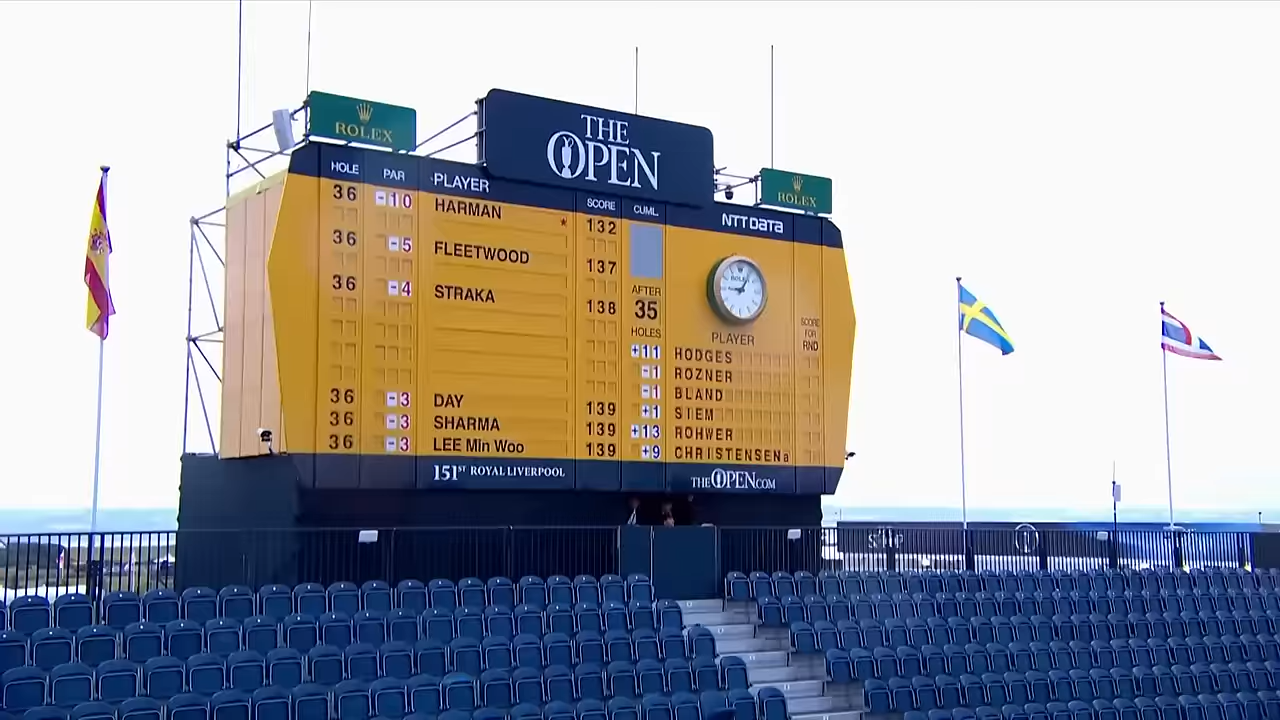 ROLEX
THE
OPEN
ROLEX
HOLE PAR PLAYER SCORE CUML. NTT DATA
36 -10 HARMAN 132
36 -5 FLEETWOOD 137
36 -4 STRAKA 138
36 -3 DAY 139
36 -3 SHARMA 139
36 -3 LEE Min Woo 139
ROLEX
AFTER
35
HOLES
PLAYER SCORE FOR RND
+11 HODGES
-1 ROZNER
-1 BLAND
+1 SIEM
+13 ROHWER
+9 CHRISTENSENa
151ST ROYAL LIVERPOOL
THE OPEN.COM